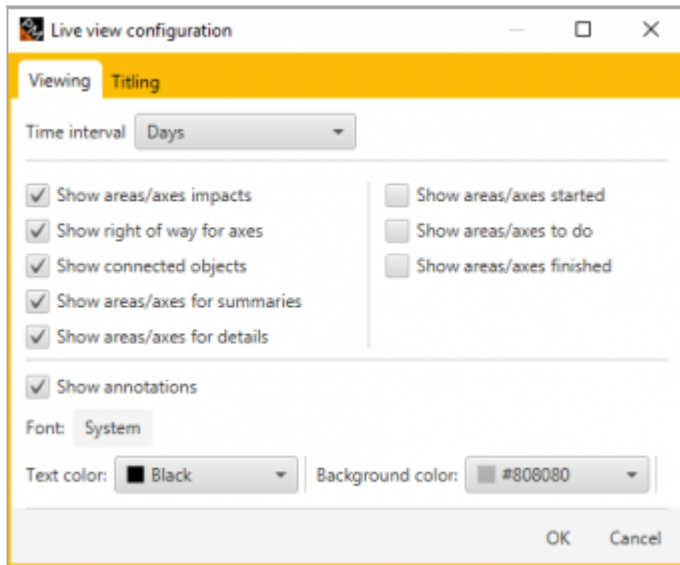 Live view configuration
Viewing Titling
Time interval Days
Show areas/axes impacts
Show right of way for axes
Show connected objects
Show areas/axes for summaries
Show areas/axes for details
Show areas/axes started
Show areas/axes to do
Show areas/axes finished
Show annotations
Font: System
Text color: Black Background color: #808080
OK Cancel